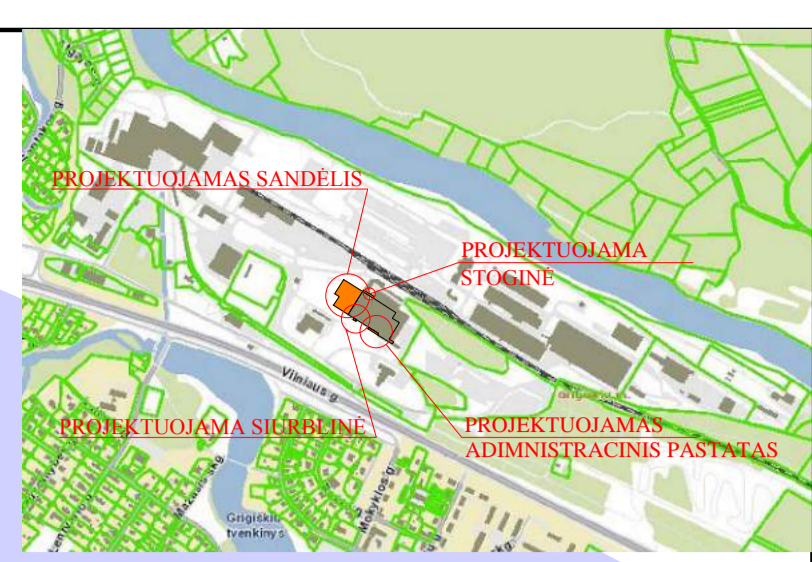 PROJEKTUOJAMAS SANDĖLIS
PROJEKTUOJAMA
STOGINĖ
Vilniaus g.
PROJEKTUOJAMA SIURBLINĖ
PROJEKTUOJAMAS
ADIMNISTRACINIS PASTATAS
Mokyklos g.
Grigiškių
tvenkinys